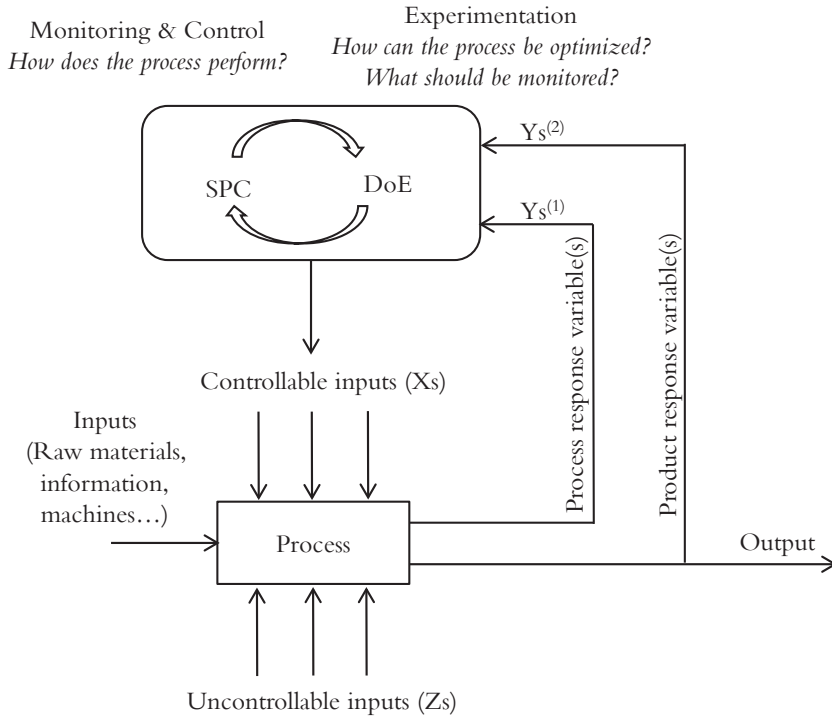 Monitoring & Control
How does the process perform?
Experimentation
How can the process be optimized?
What should be monitored?
SPC
DoE
Ys(2)
Ys(1)
Process response variable(s)
Product response variable(s)
Controllable inputs (Xs)
Inputs
(Raw materials,
information,
machines…)
Process
Output
Uncontrollable inputs (Zs)